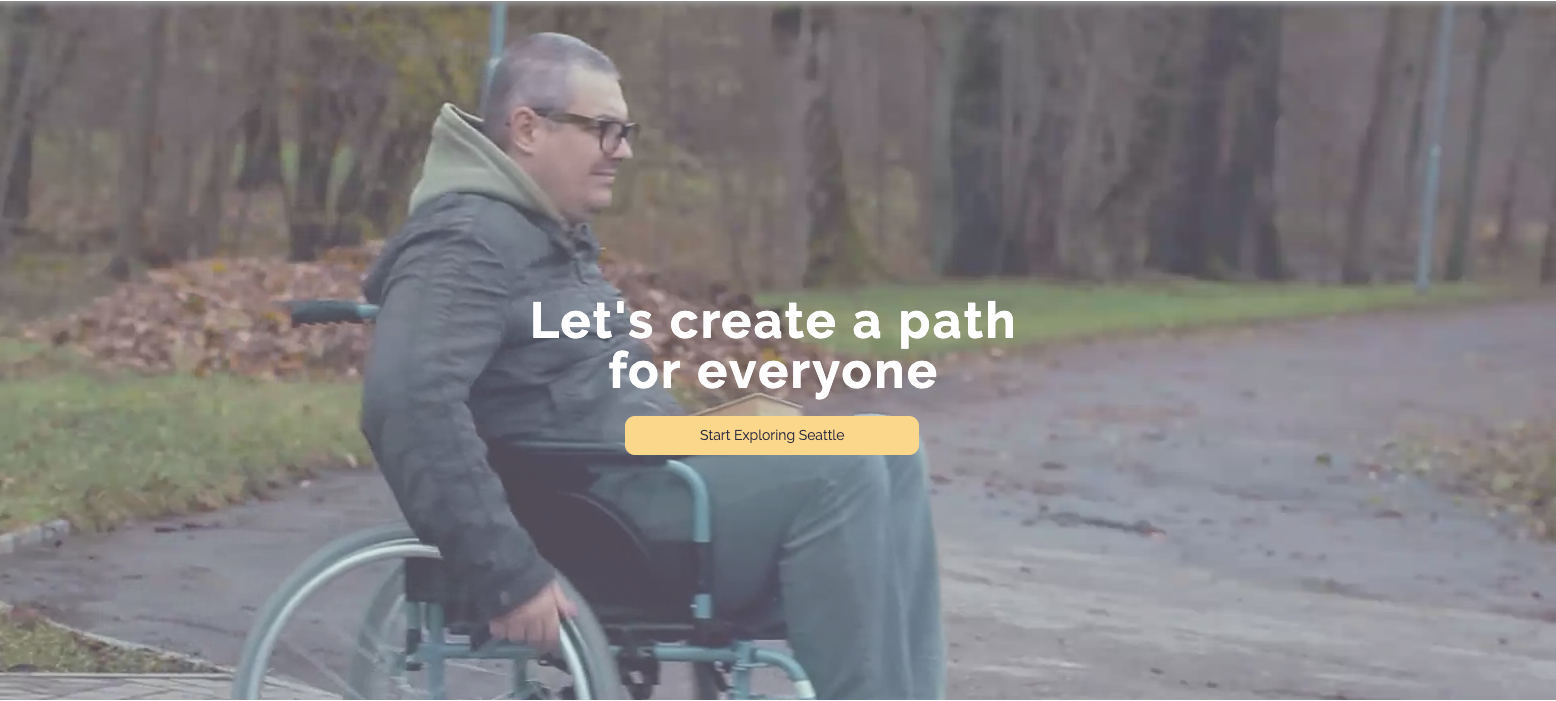 Let's create a path
for everyone
Start Exploring Seattle